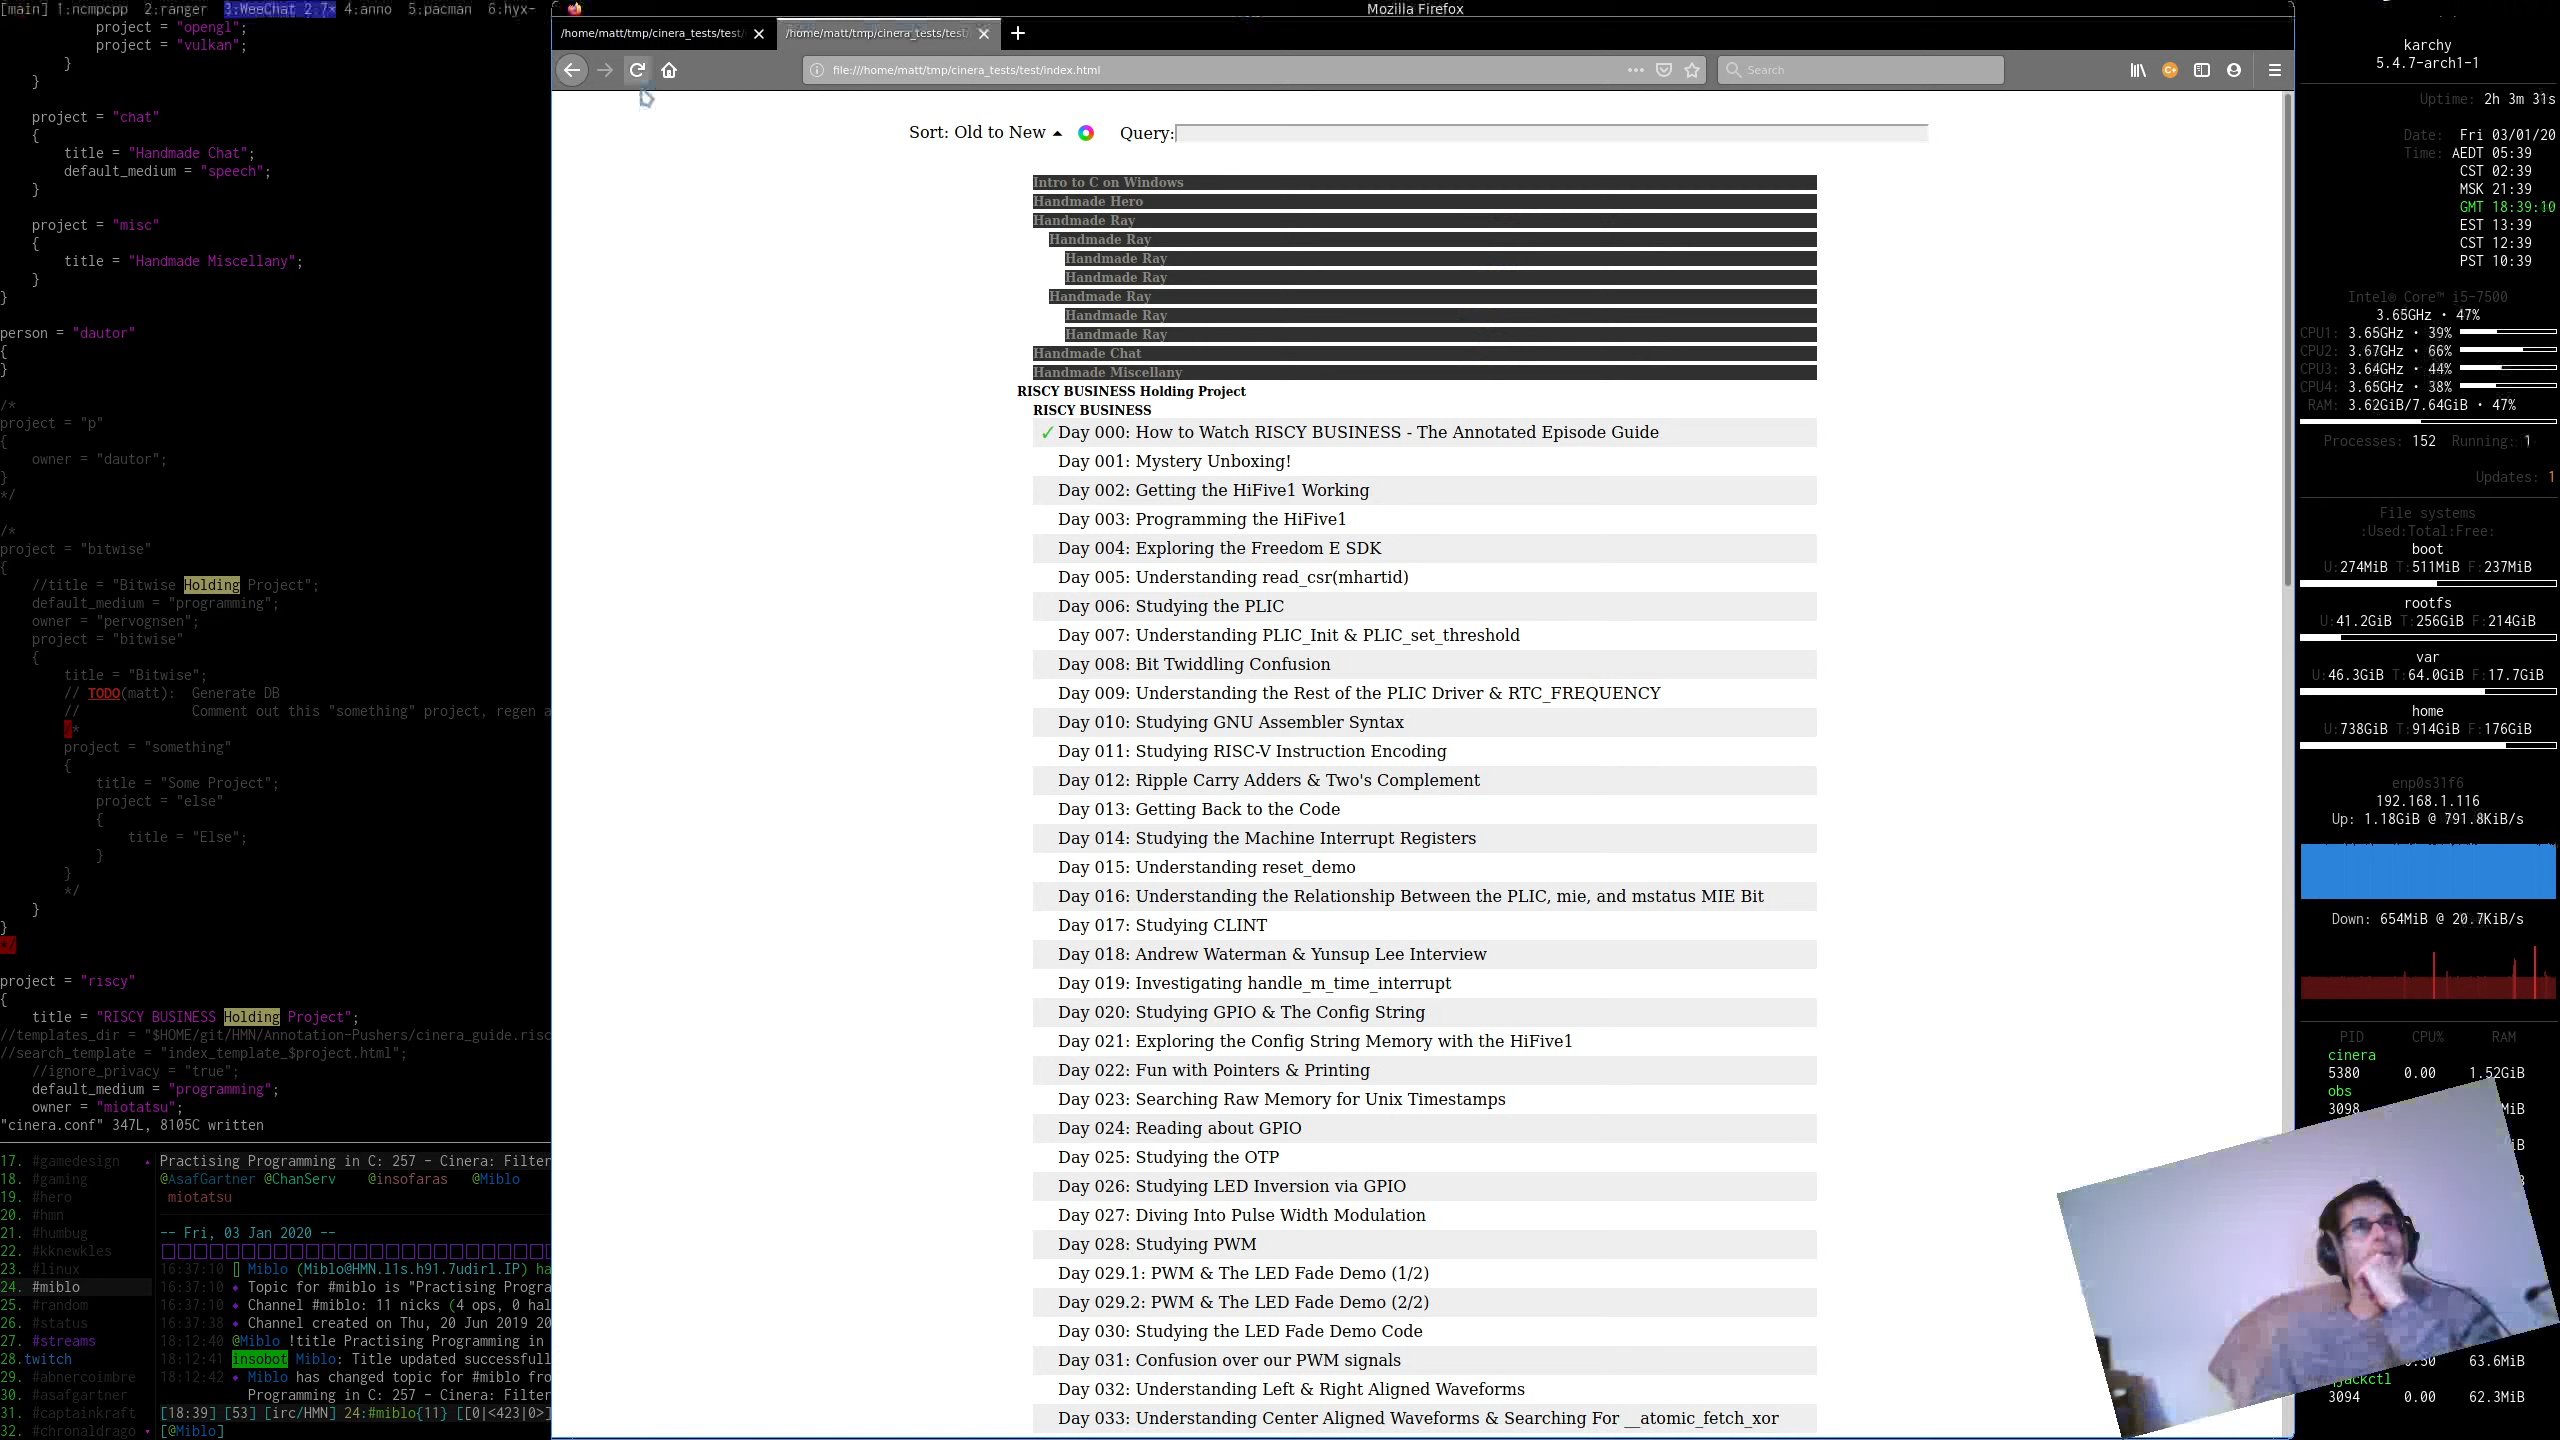 [main] 1:ncmpcpp 2:ranger 3:WeeChat 2.7* 4:anno 5:pacman 6:hyx-
project = "opengl";
project = "vulkan";
}
}
project = "chat"
{
title = "Handmade Chat";
default_medium = "speech";
}
project = "misc"
{
title = "Handmade Miscellany";
}
}
person = "dautor"
{
}
/*
project = "p"
{
owner = "dautor";
}
*/
/*
project = "bitwise"
{
//title = "Bitwise Holding Project";
default_medium = "programming";
owner = "pervognsen";
project = "bitwise"
{
title = "Bitwise";
// TODO(matt): Generate DB
// Comment out this "something" project, regen a
/*
project = "something"
{
title = "Some Project";
project = "else"
{
title = "Else";
}
}
*/
}
}
*/
project = "riscy"
{
title = "RISCY BUSINESS Holding Project";
//templates_dir = "$HOME/git/HMN/Annotation-Pushers/cinera_guide.risc
//search_template = "index_template_$project.html";
//ignore_privacy = "true";
default_medium = "programming";
owner = "miotatsu";
"cinera.conf" 347L, 8105C written
17. #gamedesign
18. #gaming
19. #hero
20. #hmn
21. #humbug
22. #kknewkles
23. #linux
24. #miblo
25. #random
26. #status
27. #streams
28.twitch
29. #abnercoimbre
30. #asafgartner
31. #captainkraft
32. #chronaldrago
Practising Programming in C: 257 - Cinera: Filter
@AsafGartner @ChanServ @insofaras @Miblo
miotatsu
-- Fri, 03 Jan 2020 --
16:37:10 Miblo (Miblo@HMN.l1s.h91.7udirl.IP) ha
16:37:10 Topic for #miblo is "Practising Progra
16:37:10 Channel #miblo: 11 nicks (4 ops, 0 hal
16:37:38 Channel created on Thu, 20 Jun 2019 20
18:12:40 @Miblo !title Practising Programming in
18:12:41 insobot Miblo: Title updated successfull
18:12:42 Miblo has changed topic for #miblo fro
Programming in C: 257 - Cinera: Filter
[18:39] [53] [irc/HMN] 24:#miblo{11} [[0|<423|0>]
[@Miblo]
Mozilla Firefox
/home/matt/tmp/cinera_tests/test/
/home/matt/tmp/cinera_tests/test/
file:///home/matt/tmp/cinera_tests/test/index.html
Search
Sort: Old to New
Query:
Intro to C on Windows
Handmade Hero
Handmade Ray
Handmade Ray
Handmade Ray
Handmade Ray
Handmade Ray
Handmade Ray
Handmade Ray
Handmade Chat
Handmade Miscellany
RISCY BUSINESS Holding Project
RISCY BUSINESS
✓ Day 000: How to Watch RISCY BUSINESS - The Annotated Episode Guide
Day 001: Mystery Unboxing!
Day 002: Getting the HiFive1 Working
Day 003: Programming the HiFive1
Day 004: Exploring the Freedom E SDK
Day 005: Understanding read_csr(mhartid)
Day 006: Studying the PLIC
Day 007: Understanding PLIC_Init & PLIC_set_threshold
Day 008: Bit Twiddling Confusion
Day 009: Understanding the Rest of the PLIC Driver & RTC_FREQUENCY
Day 010: Studying GNU Assembler Syntax
Day 011: Studying RISC-V Instruction Encoding
Day 012: Ripple Carry Adders & Two's Complement
Day 013: Getting Back to the Code
Day 014: Studying the Machine Interrupt Registers
Day 015: Understanding reset_demo
Day 016: Understanding the Relationship Between the PLIC, mie, and mstatus MIE Bit
Day 017: Studying CLINT
Day 018: Andrew Waterman & Yunsup Lee Interview
Day 019: Investigating handle_m_time_interrupt
Day 020: Studying GPIO & The Config String
Day 021: Exploring the Config String Memory with the HiFive1
Day 022: Fun with Pointers & Printing
Day 023: Searching Raw Memory for Unix Timestamps
Day 024: Reading about GPIO
Day 025: Studying the OTP
Day 026: Studying LED Inversion via GPIO
Day 027: Diving Into Pulse Width Modulation
Day 028: Studying PWM
Day 029.1: PWM & The LED Fade Demo (1/2)
Day 029.2: PWM & The LED Fade Demo (2/2)
Day 030: Studying the LED Fade Demo Code
Day 031: Confusion over our PWM signals
Day 032: Understanding Left & Right Aligned Waveforms
Day 033: Understanding Center Aligned Waveforms & Searching For __atomic_fetch_xor
karchy
5.4.7-arch1-1
Uptime: 2h 3m 31s
Date: Fri 03/01/20
Time: AEDT 05:39
CST 02:39
MSK 21:39
GMT 18:39:10
EST 13:39
CST 12:39
PST 10:39
Intel® Core™ i5-7500
3.65GHz · 47%
CPU1: 3.65GHz · 39%
CPU2: 3.67GHz · 66%
CPU3: 3.64GHz · 44%
CPU4: 3.65GHz · 38%
RAM: 3.62GiB/7.64GiB · 47%
Processes: 152 Running: 1
Updates: 1
File systems
:Used:Total:Free:
boot
U:274MiB T:511MiB F:237MiB
rootfs
U:41.2GiB T:256GiB F:214GiB
var
U:46.3GiB T:64.0GiB F:17.7GiB
home
U:738GiB T:914GiB F:176GiB
enp0s31f6
192.168.1.116
Up: 1.18GiB @ 791.8KiB/s
Down: 654MiB @ 20.7KiB/s
PID CPU% RAM
cinera
5380 0.00 1.52GiB
obs
3098 MiB
63.6MiB
jackctl
3094 0.00 62.3MiB